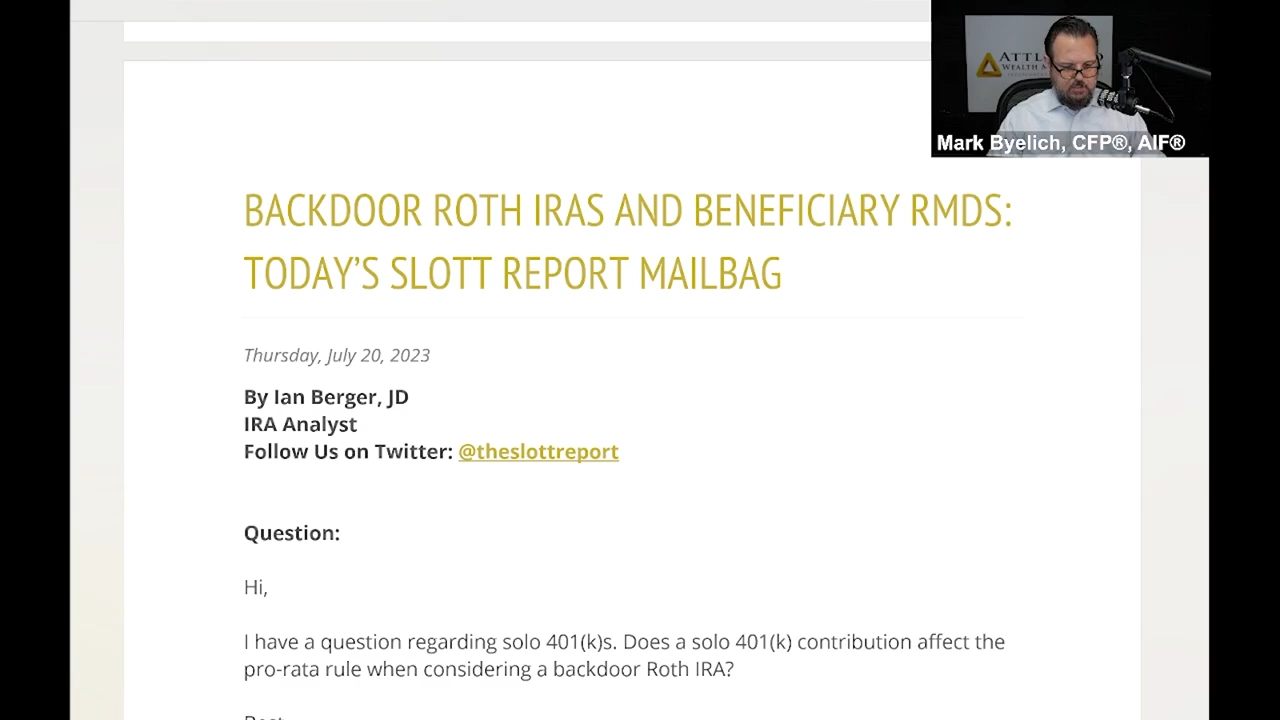 Mark Byelich, CFP®, AIF®
BACKDOOR ROTH IRAS AND BENEFICIARY RMDS:
TODAY’S SLOTT REPORT MAILBAG
Thursday, July 20, 2023
By Ian Berger, JD
IRA Analyst
Follow Us on Twitter: @theslottreport
Question:
Hi,
I have a question regarding solo 401(k)s. Does a solo 401(k) contribution affect the
pro-rata rule when considering a backdoor Roth IRA?